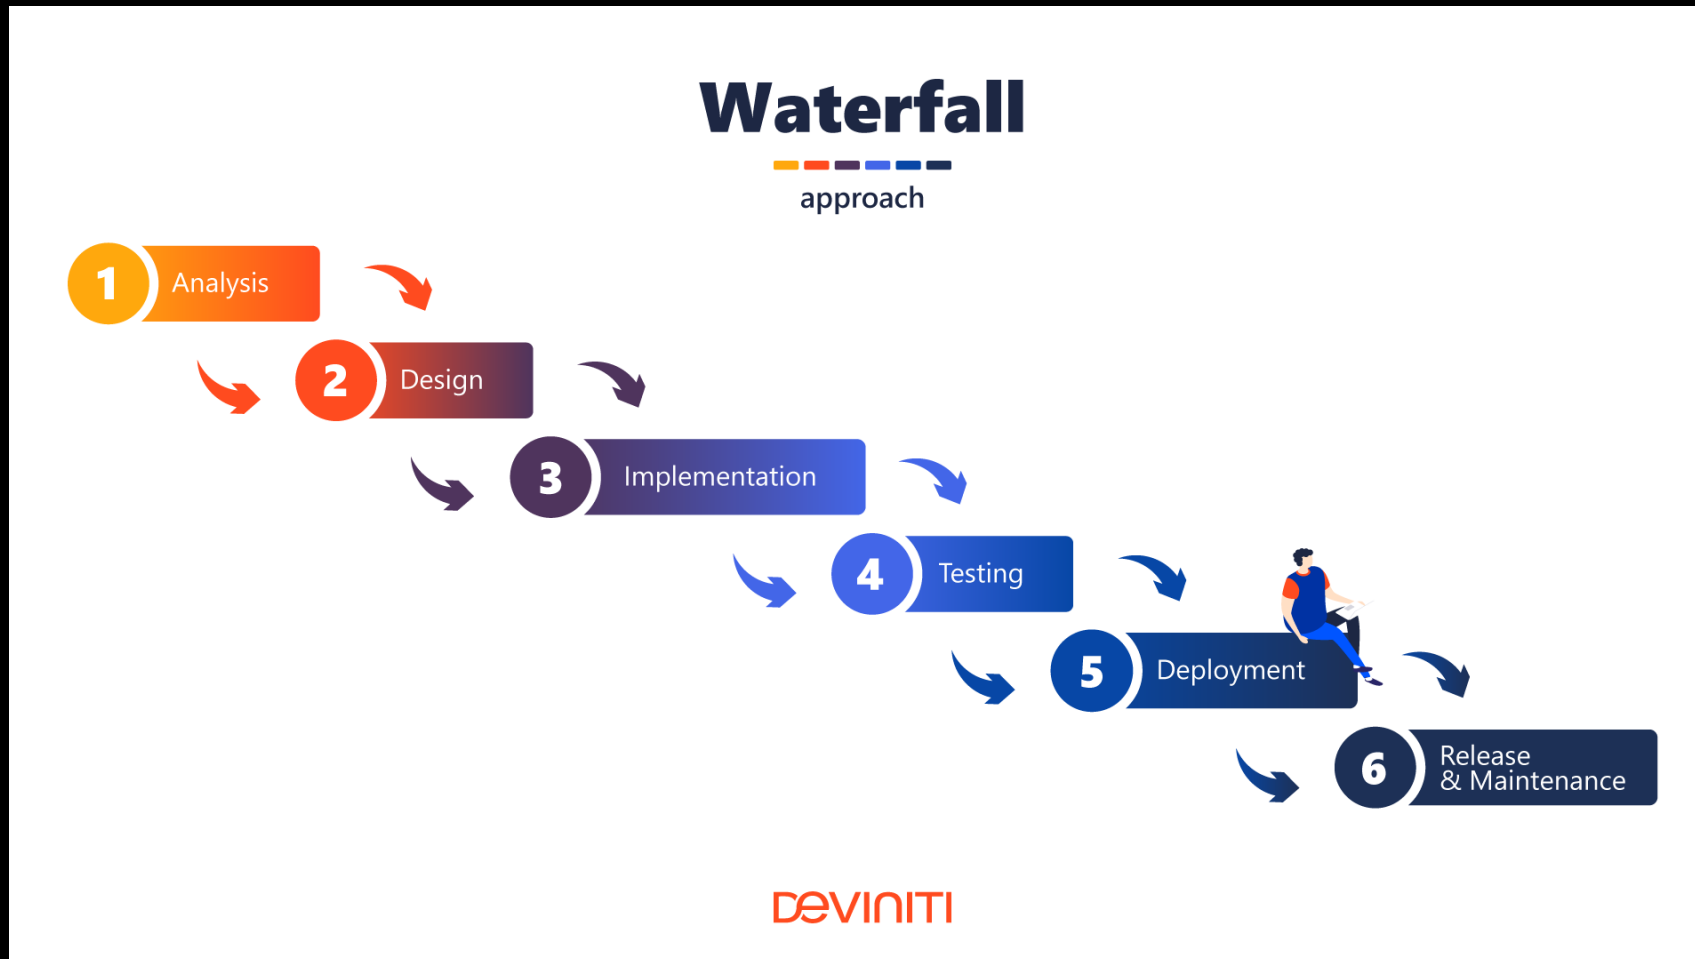 Waterfall
approach
1
Analysis
2
Design
3
Implementation
4
Testing
5
Deployment
6
Release
& Maintenance
DEVINITI